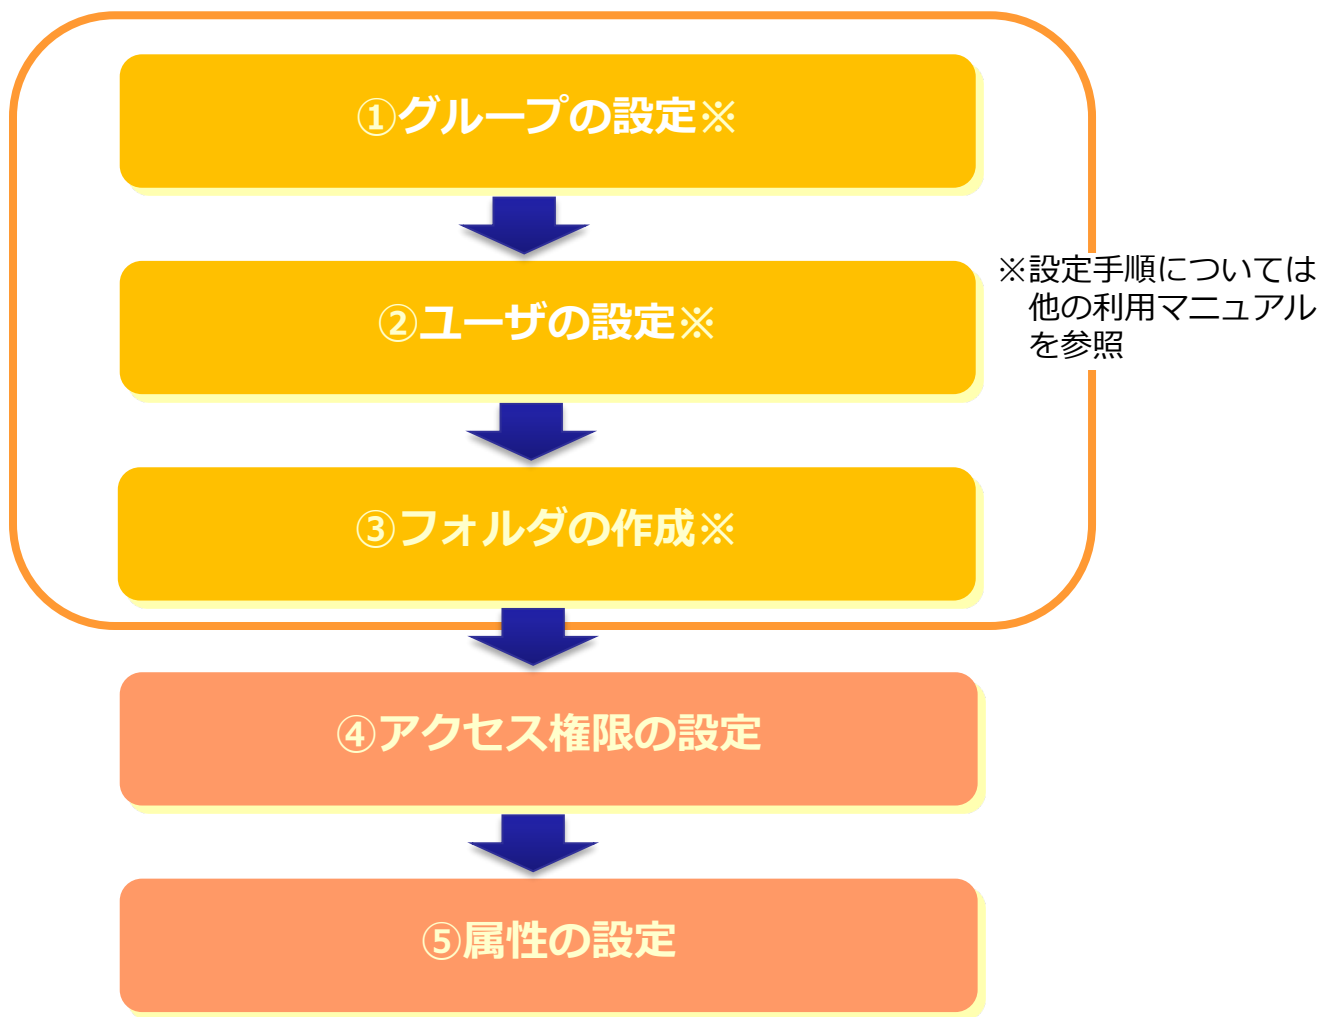 ①グループの設定※
②ユーザの設定※
※設定手順については
他の利用マニュアル
を参照
③フォルダの作成※
④アクセス権限の設定
⑤属性の設定